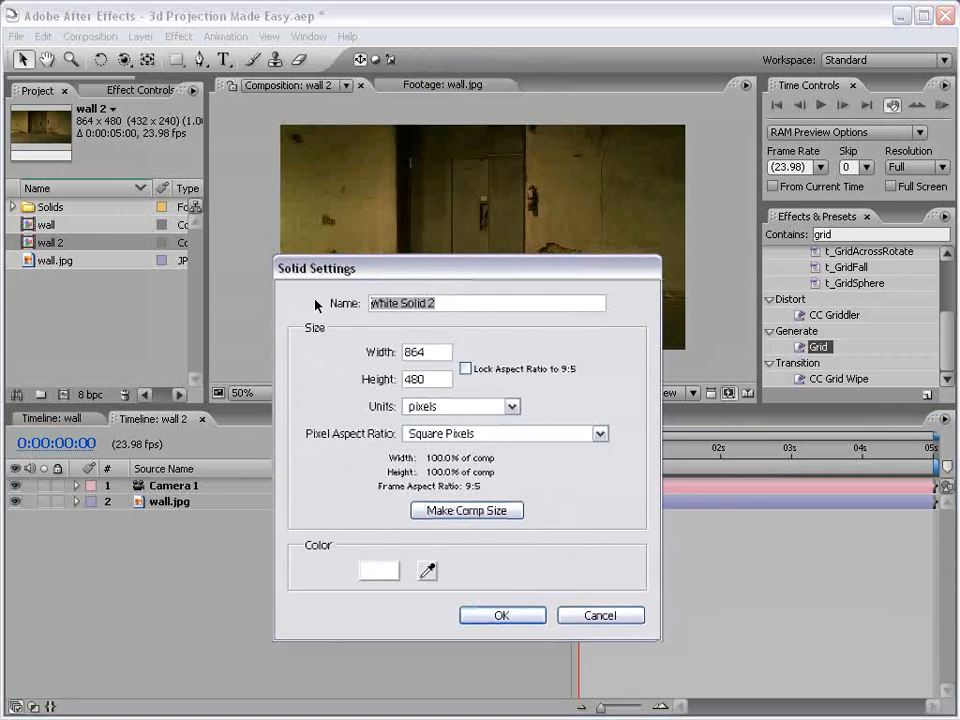 Adobe After Effects - 3d Projection Made Easy.aep *
File Edit Composition Layer Effect Animation View Window Help
T Workspace: Standard
Project × Effect Controls
Composition: wall 2 × Footage: wall.jpg
Time Controls ×
wall 2
864 x 480 (432 x 240) (1.0
Δ 0:00:05:00, 23.98 fps
RAM Preview Options
Frame Rate Skip Resolution
(23.98) 0 Full
From Current Time Full Screen
Name Type
Solids Fo
wall Co
wall 2 Co
wall.jpg JP
Effects & Presets ×
Contains: grid
t_GridAcrossRotate
t_GridFall
t_GridSphere
Distort
CC Griddler
Generate
Grid
Transition
CC Grid Wipe
Solid Settings
Name: White Solid 2
Size
Width: 864
Lock Aspect Ratio to 9:5
Height: 480
Units: pixels
Pixel Aspect Ratio: Square Pixels
Width: 100.0% of comp
Height: 100.0% of comp
Frame Aspect Ratio: 9:5
Make Comp Size
Color
OK Cancel
8 bpc
50%
Timeline: wall Timeline: wall 2 ×
0:00:00:00 (23.98 fps)
02s 03s 04s 05s
# Source Name
1 Camera 1
2 wall.jpg